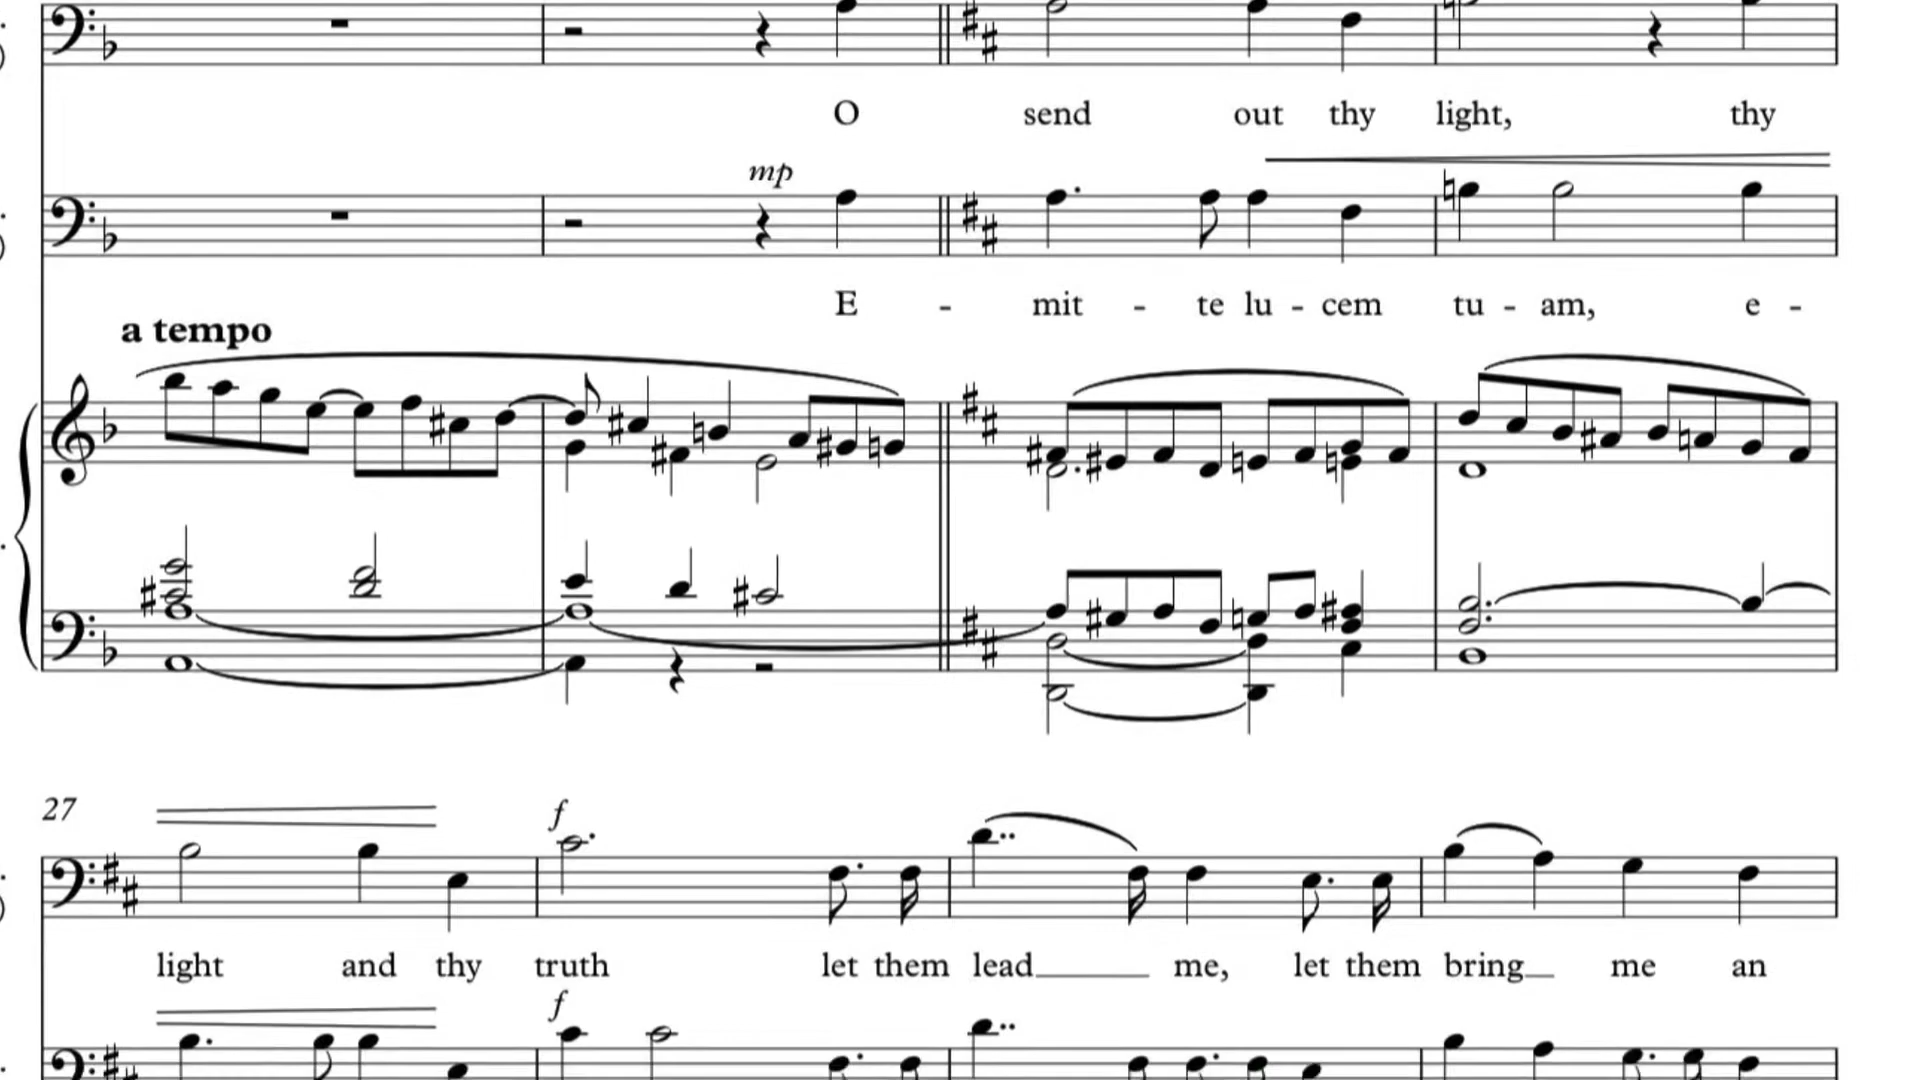 O send out thy light, thy
mp
E - mit - te lu - cem tu - am, e -
a tempo
27
f
light and thy truth let them lead me, let them bring me an
f